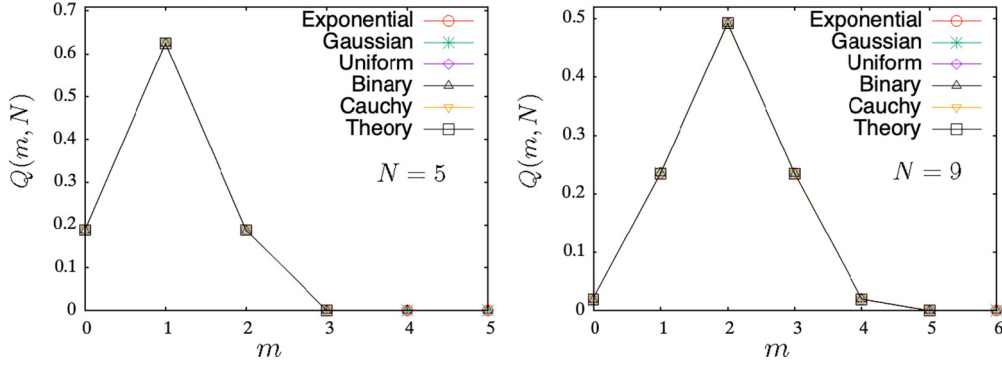 0.7
0.6
0.5
0.4
0.3
0.2
0.1
0
Q(m, N)
Exponential
Gaussian
Uniform
Binary
Cauchy
Theory
N = 5
0 1 2 3 4 5
m
0.5
0.4
0.3
0.2
0.1
0
Q(m, N)
Exponential
Gaussian
Uniform
Binary
Cauchy
Theory
N = 9
0 1 2 3 4 5 6
m